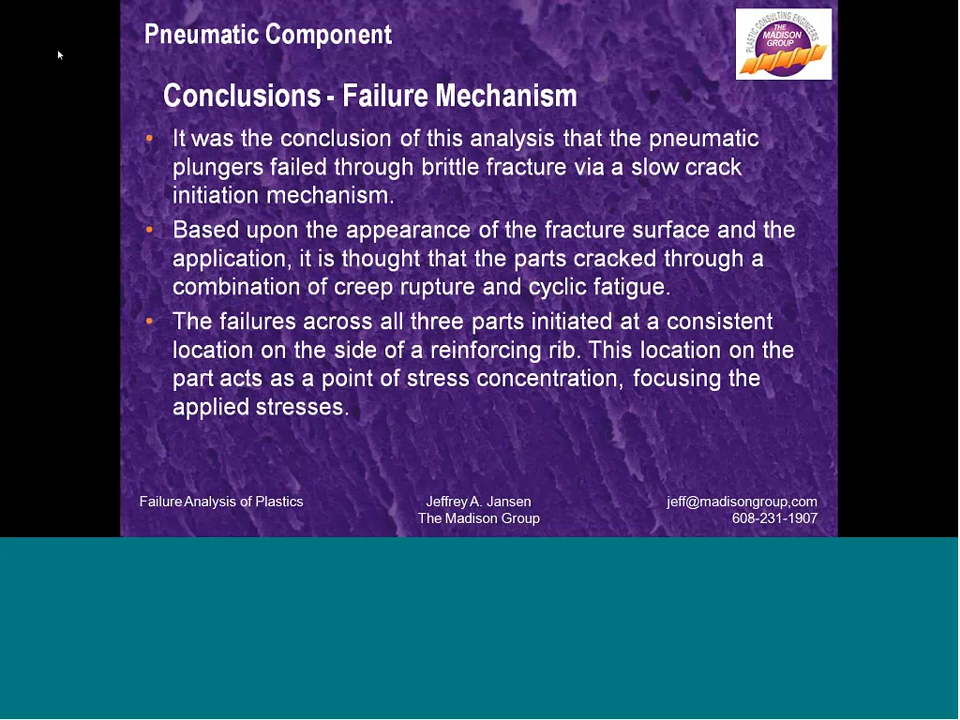 Pneumatic Component
PLASTIC CONSULTING ENGINEERS
THE
MADISON
GROUP
Conclusions - Failure Mechanism
• It was the conclusion of this analysis that the pneumatic
plungers failed through brittle fracture via a slow crack
initiation mechanism.
• Based upon the appearance of the fracture surface and the
application, it is thought that the parts cracked through a
combination of creep rupture and cyclic fatigue.
• The failures across all three parts initiated at a consistent
location on the side of a reinforcing rib. This location on the
part acts as a point of stress concentration, focusing the
applied stresses.
Failure Analysis of Plastics
Jeffrey A. Jansen
The Madison Group
jeff@madisongroup,com
608-231-1907